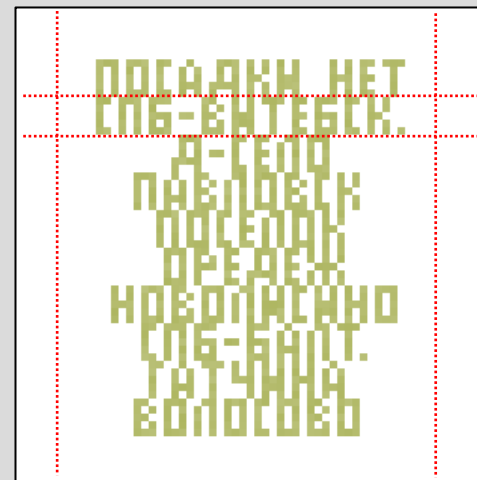 ПОСАДКИ НЕТ
СПБ-ВИТЕБСК.
Д-СЕЛО
ПАВЛОВСК
ПОСЕЛОК
ОРЕДЕЖ
НОВОЛИСИНО
СПБ-БАЛТ.
ГАТЧИНА
ВОЛОСОВО